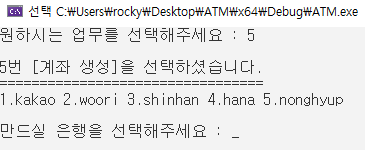 선택 C:\Users\rocky\Desktop\ATM\x64\Debug\ATM.exe
원하시는 업무를 선택해주세요 : 5
5번 [계좌 생성]을 선택하셨습니다.
================================
1.kakao 2.woori 3.shinhan 4.hana 5.nonghyup
만드실 은행을 선택해주세요 : _